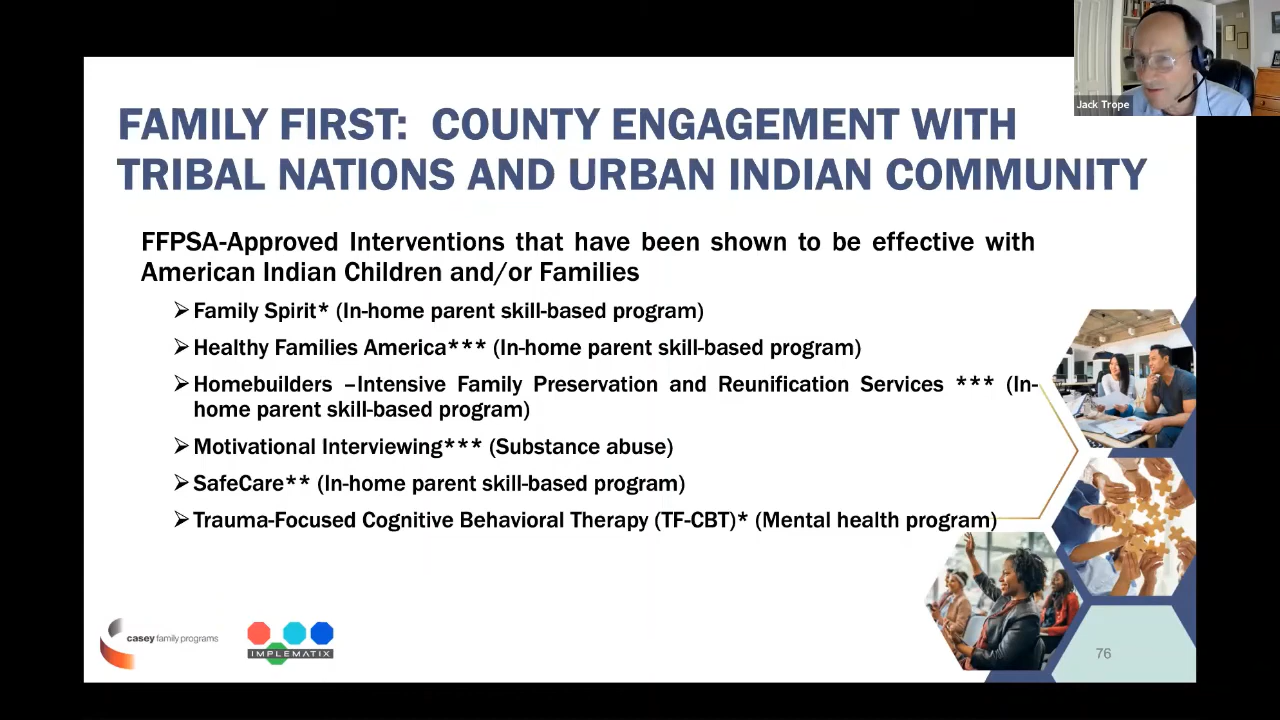 Jack Trope
FAMILY FIRST: COUNTY ENGAGEMENT WITH
TRIBAL NATIONS AND URBAN INDIAN COMMUNITY
FFPSA-Approved Interventions that have been shown to be effective with
American Indian Children and/or Families
➢Family Spirit* (In-home parent skill-based program)
➢Healthy Families America*** (In-home parent skill-based program)
➢Homebuilders –Intensive Family Preservation and Reunification Services *** (In-
home parent skill-based program)
➢Motivational Interviewing*** (Substance abuse)
➢SafeCare** (In-home parent skill-based program)
➢Trauma-Focused Cognitive Behavioral Therapy (TF-CBT)* (Mental health program)
casey family programs
IMPLEMATIX
76